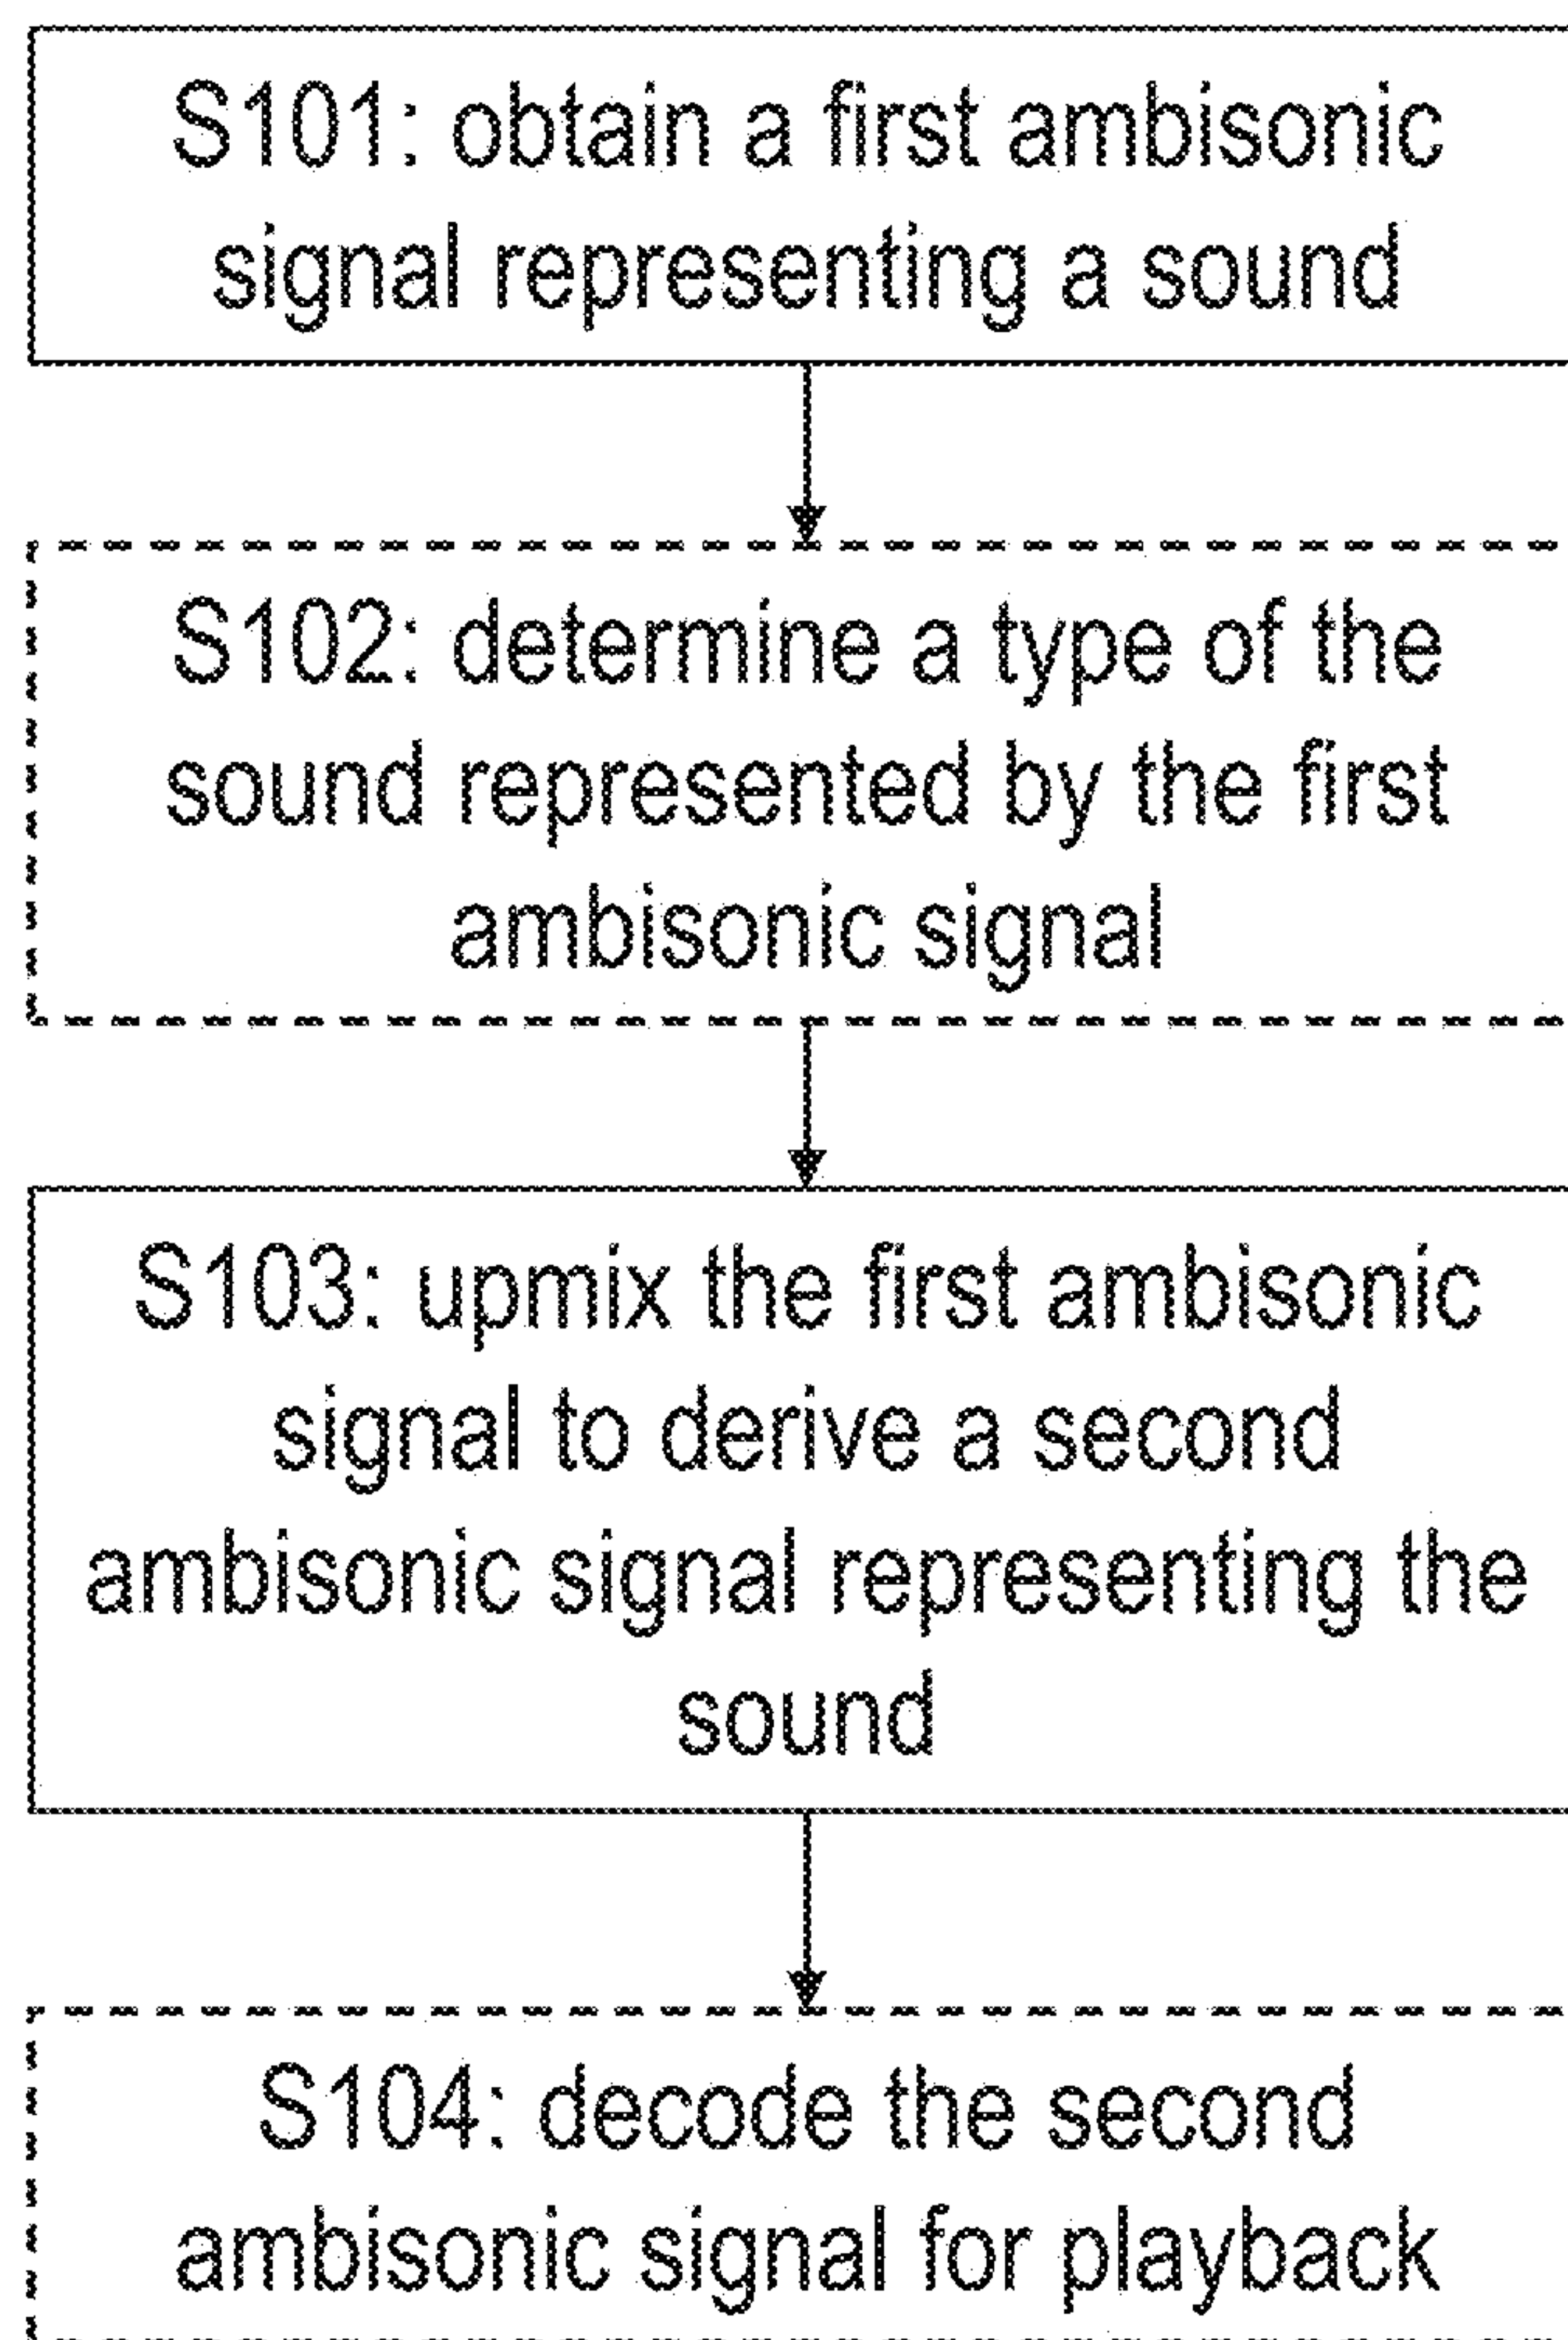 S101: obtain a first ambisonic
signal representing a sound
S102: determine a type of the
sound represented by the first
ambisonic signal
S103: upmix the first ambisonic
signal to derive a second
ambisonic signal representing the
sound
S104: decode the second
ambisonic signal for playback